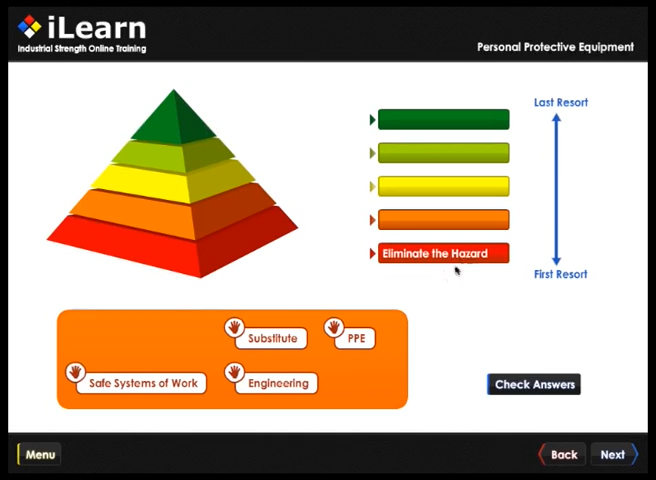 iLearn
Industrial Strength Online Training
Personal Protective Equipment
Last Resort
Eliminate the Hazard
First Resort
Substitute
PPE
Safe Systems of Work
Engineering
Check Answers
Menu
Back
Next